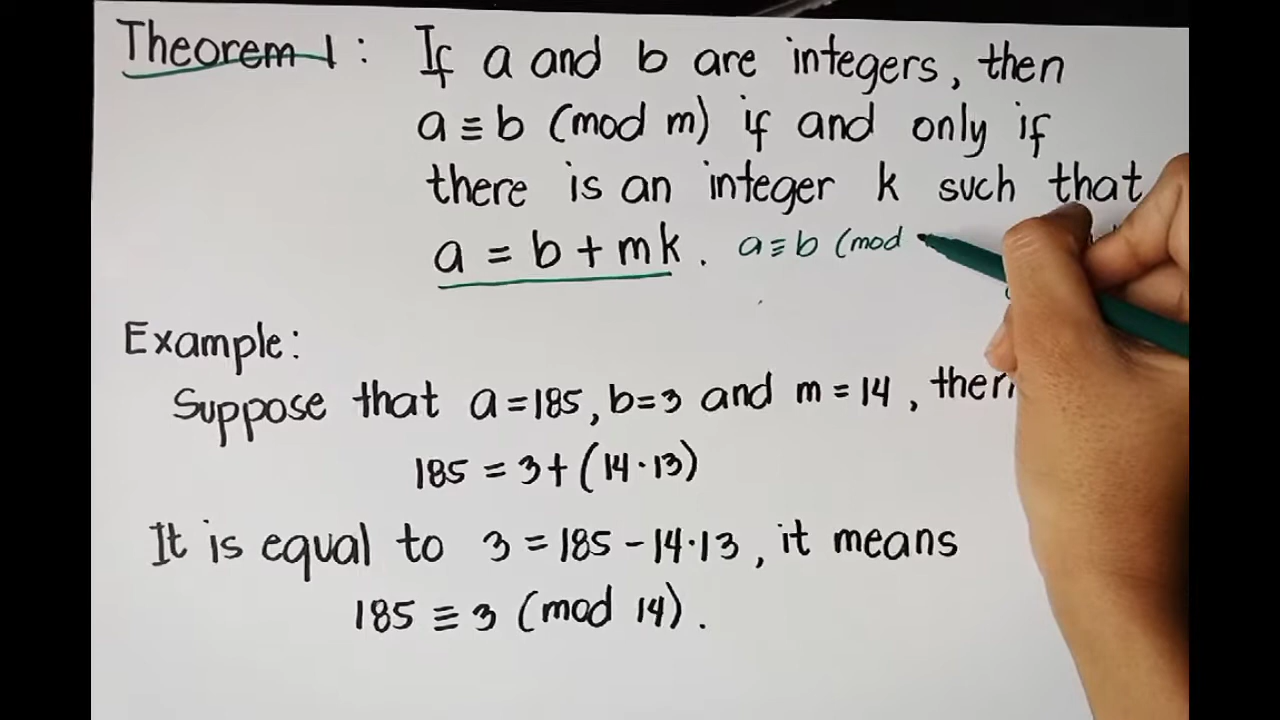 Theorem 1: If a and b are integers, then
a ≡ b (mod m) if and only if
there is an integer k such that
a = b + mk. a ≡ b (mod
Example:
Suppose that a = 185, b = 3 and m = 14, then
185 = 3 + (14 · 13)
It is equal to 3 = 185 - 14 · 13, it means
185 ≡ 3 (mod 14).